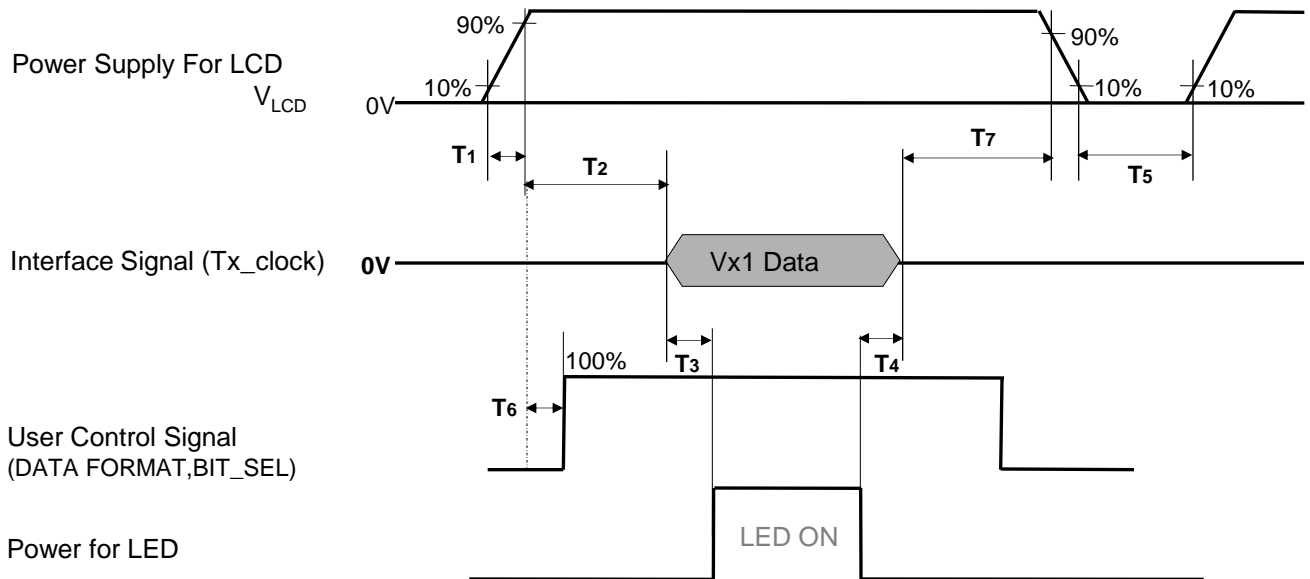 90%
90%
Power Supply For LCD
V_LCD
10%
10%
10%
0V
T1
T2
T7
T5
Interface Signal (Tx_clock)
0V
Vx1 Data
100%
T3
T4
T6
User Control Signal
(DATA FORMAT,BIT_SEL)
LED ON
Power for LED